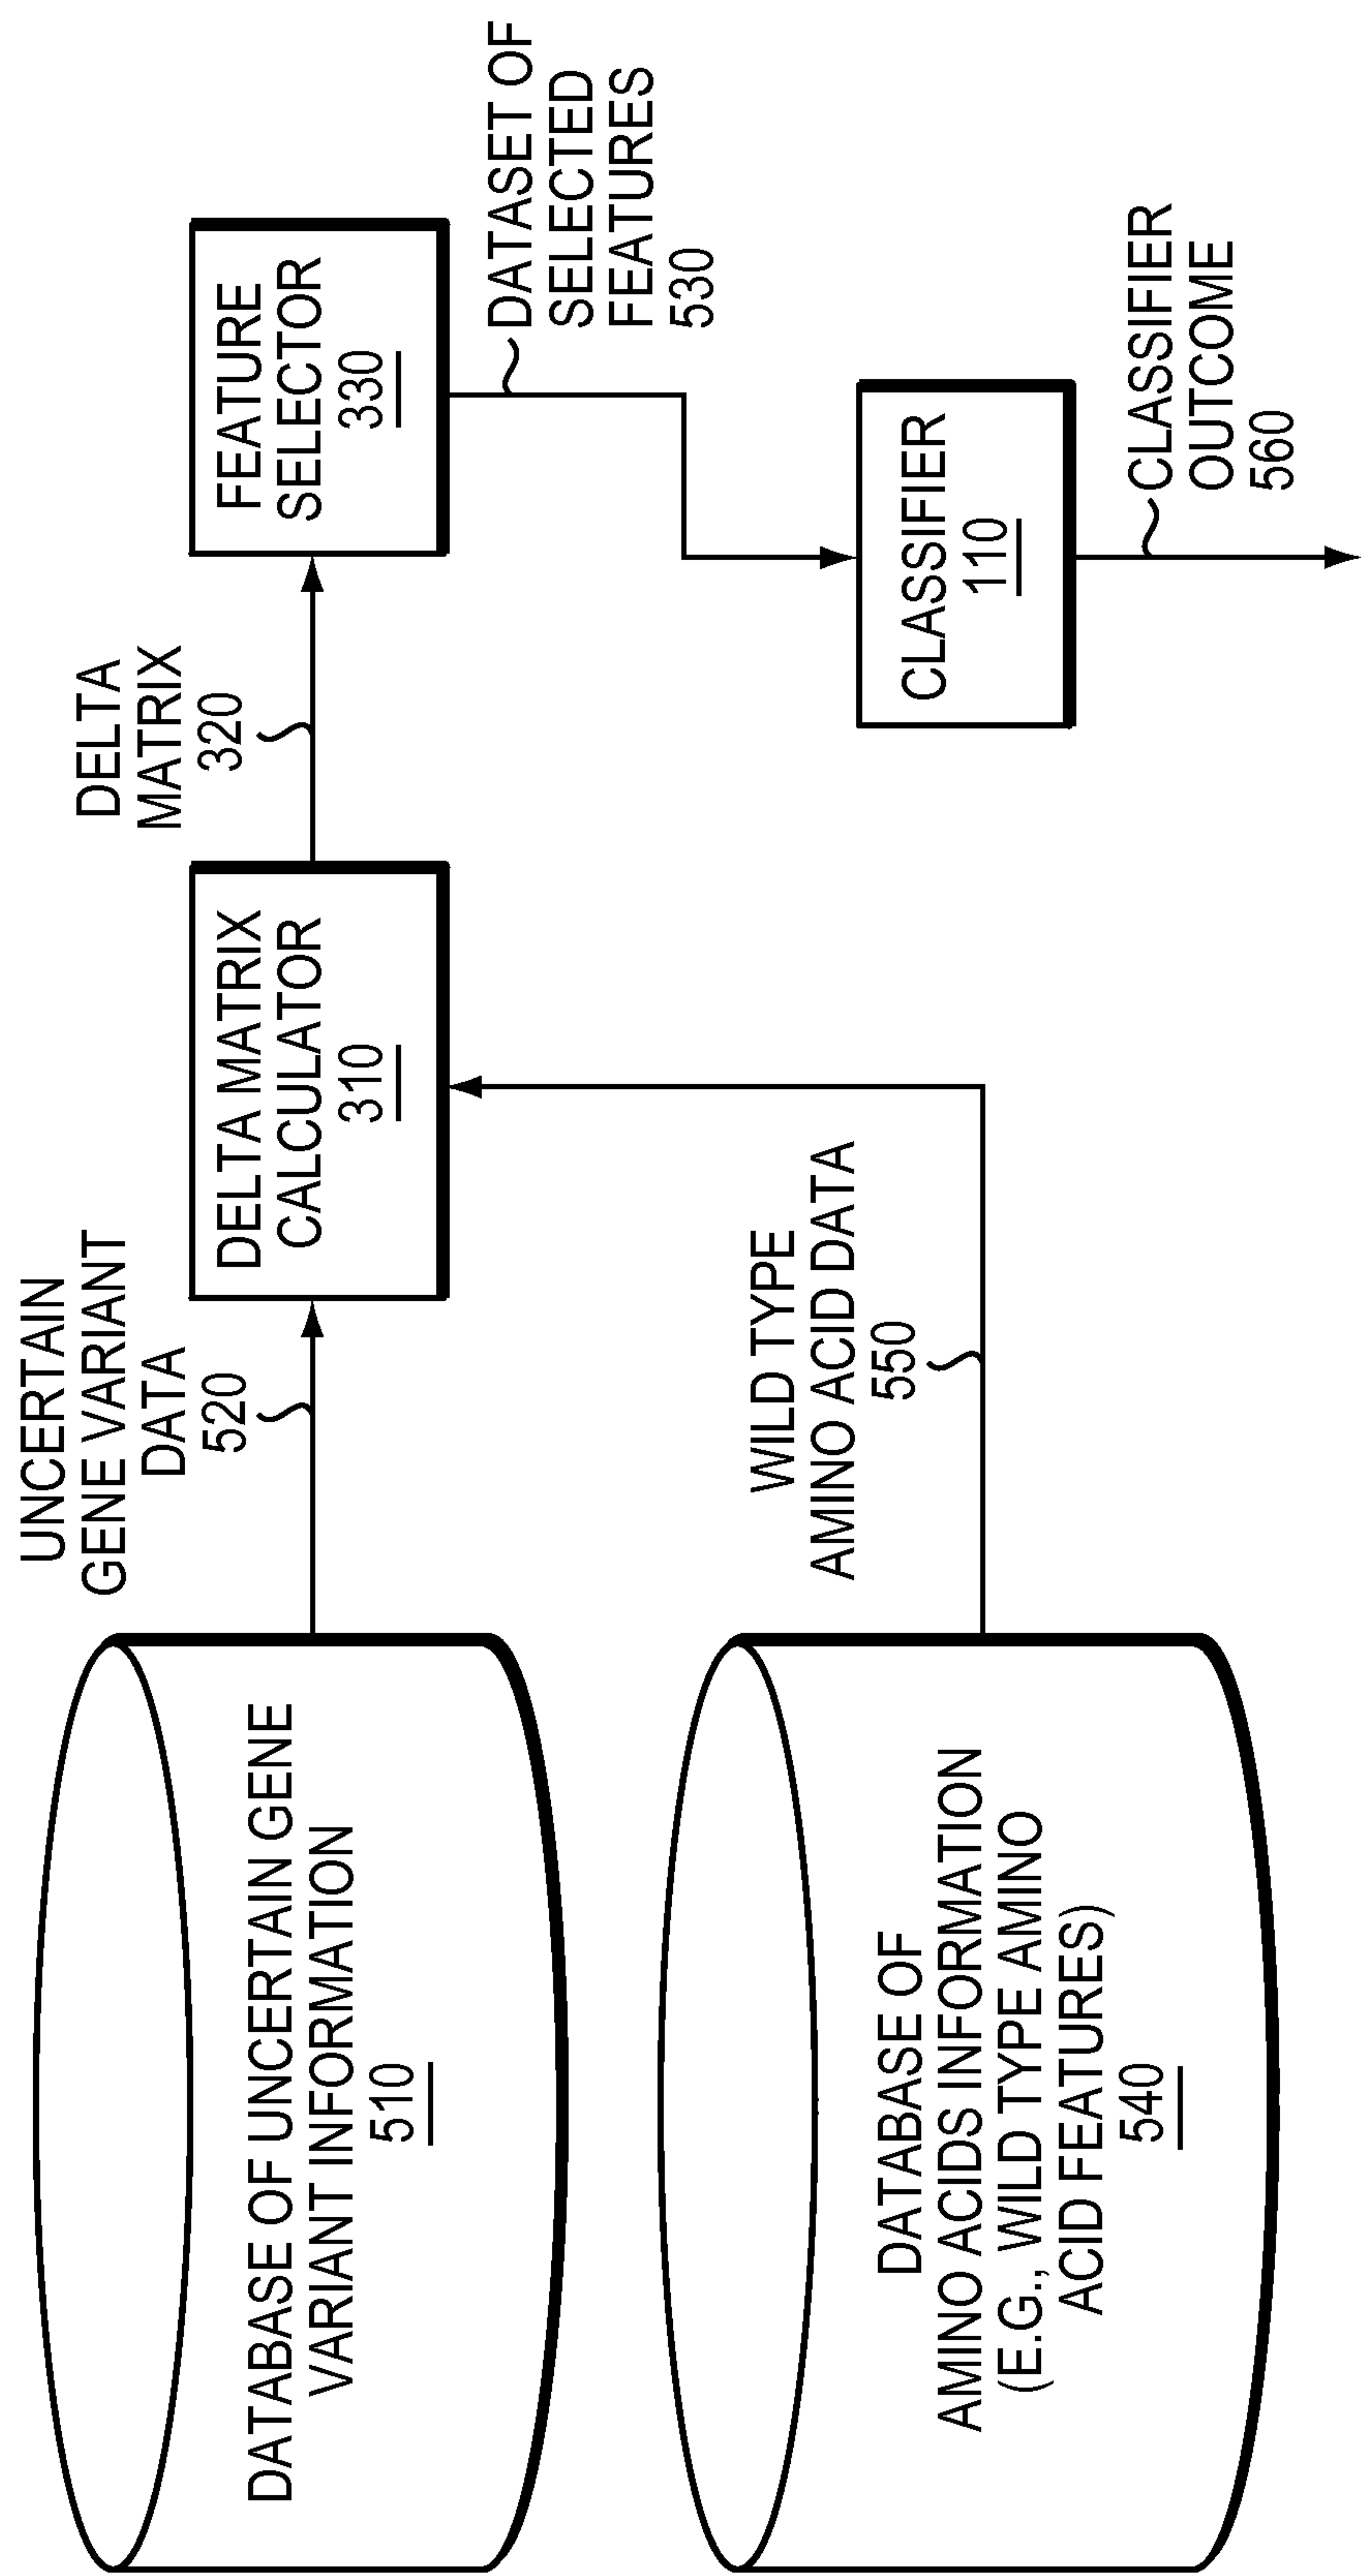 DATABASE OF UNCERTAIN GENE
VARIANT INFORMATION
510
UNCERTAIN
GENE VARIANT
DATA
520
DELTA MATRIX
CALCULATOR
310
DELTA
MATRIX
320
FEATURE
SELECTOR
330
DATASET OF
SELECTED
FEATURES
530
DATABASE OF
AMINO ACIDS INFORMATION
(E.G., WILD TYPE AMINO
ACID FEATURES)
540
WILD TYPE
AMINO ACID DATA
550
CLASSIFIER
110
CLASSIFIER
OUTCOME
560